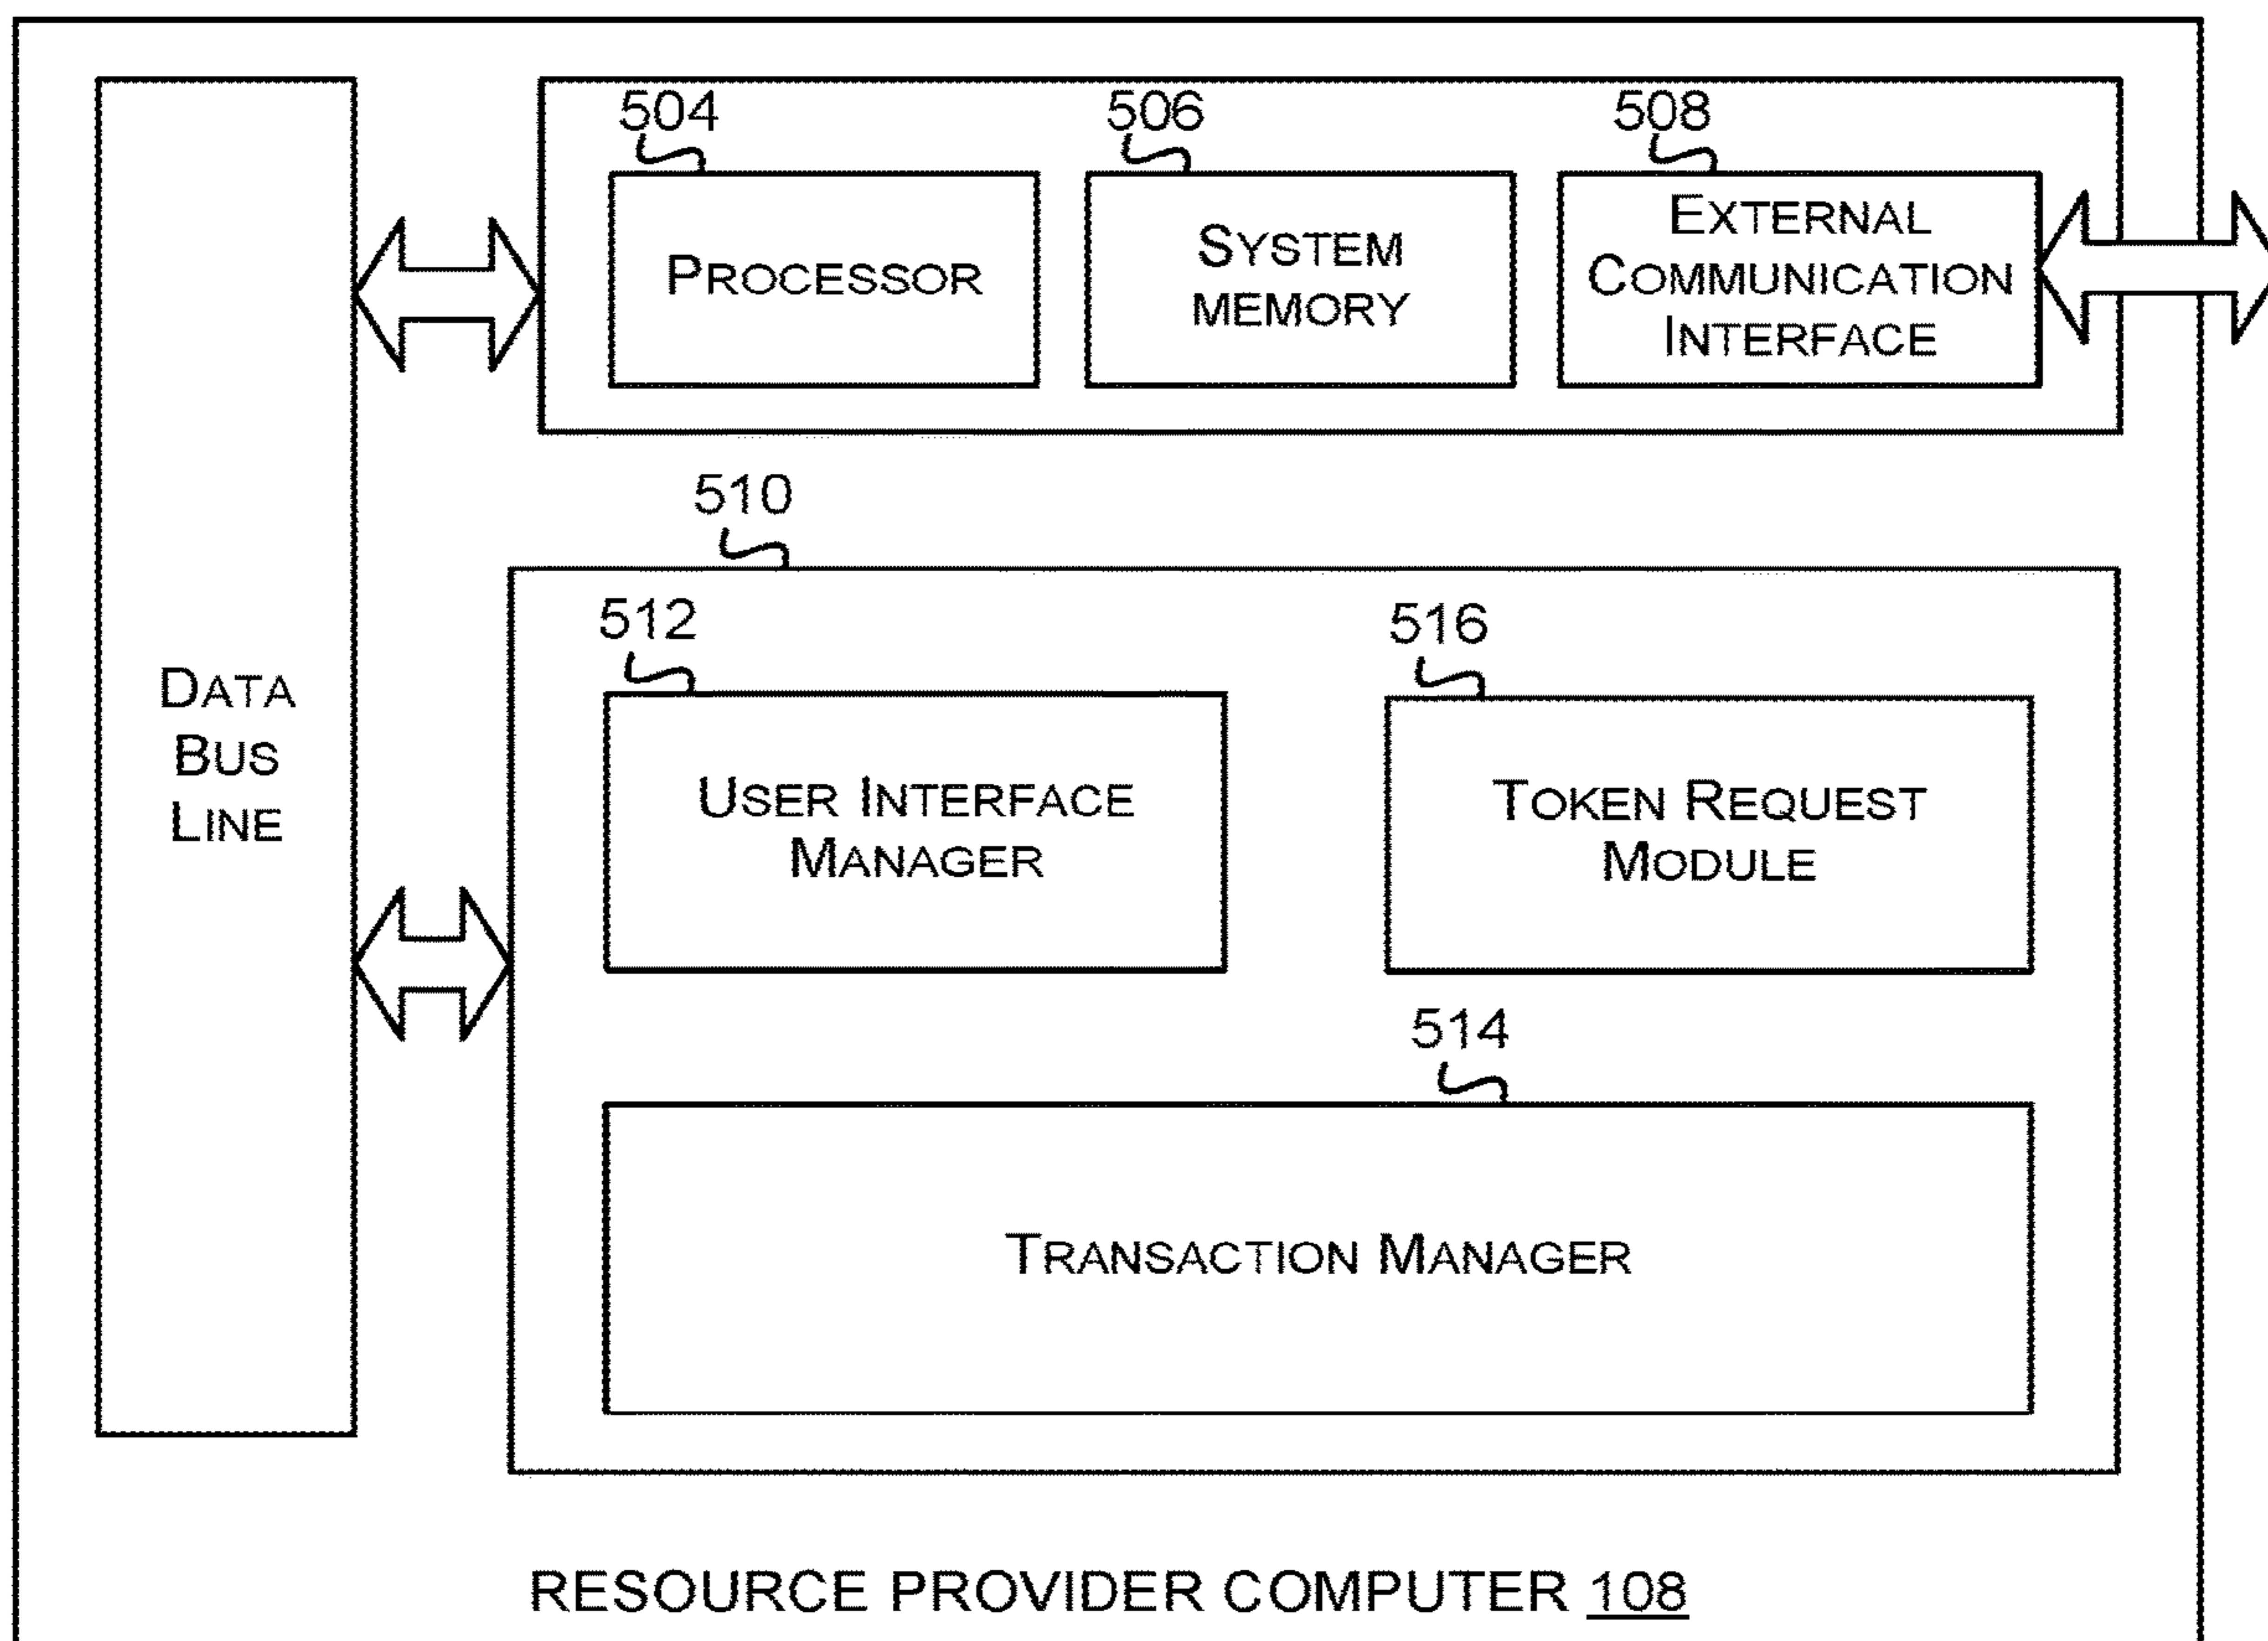 504
506
508
PROCESSOR
SYSTEM
MEMORY
EXTERNAL
COMMUNICATION
INTERFACE
510
DATA
BUS
LINE
512
516
USER INTERFACE
MANAGER
TOKEN REQUEST
MODULE
514
TRANSACTION MANAGER
RESOURCE PROVIDER COMPUTER 108